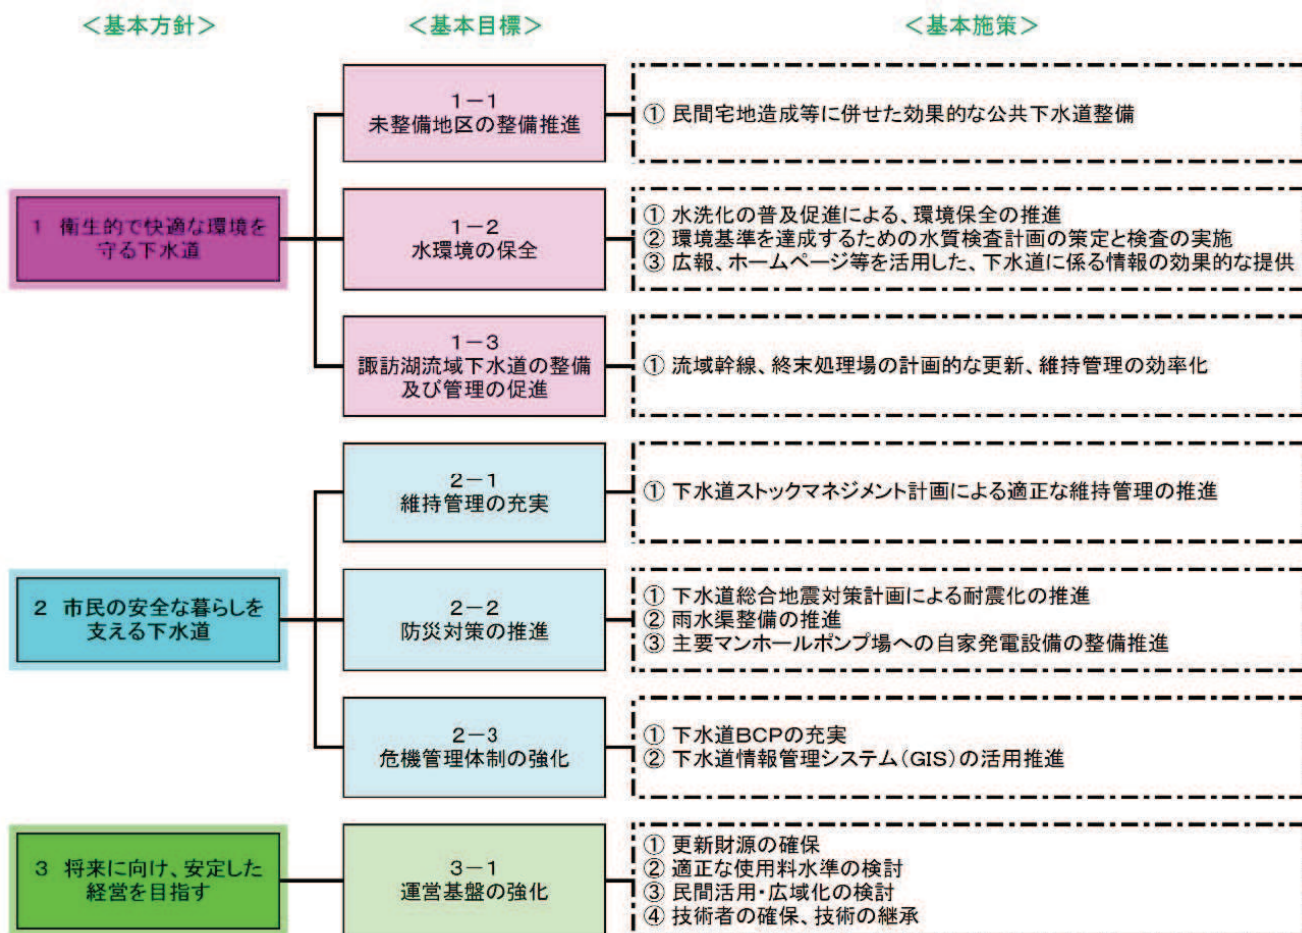 ＜基本方針＞
＜基本目標＞
＜基本施策＞
1 衛生的で快適な環境を
守る下水道
1－1
未整備地区の整備推進
① 民間宅地造成等に併せた効果的な公共下水道整備
1－2
水環境の保全
① 水洗化の普及促進による、環境保全の推進
② 環境基準を達成するための水質検査計画の策定と検査の実施
③ 広報、ホームページ等を活用した、下水道に係る情報の効果的な提供
1－3
諏訪湖流域下水道の整備
及び管理の促進
① 流域幹線、終末処理場の計画的な更新、維持管理の効率化
2 市民の安全な暮らしを
支える下水道
2－1
維持管理の充実
① 下水道ストックマネジメント計画による適正な維持管理の推進
2－2
防災対策の推進
① 下水道総合地震対策計画による耐震化の推進
② 雨水渠整備の推進
③ 主要マンホールポンプ場への自家発電設備の整備推進
2－3
危機管理体制の強化
① 下水道BCPの充実
② 下水道情報管理システム（GIS）の活用推進
3 将来に向け、安定した
経営を目指す
3－1
運営基盤の強化
① 更新財源の確保
② 適正な使用料水準の検討
③ 民間活用・広域化の検討
④ 技術者の確保、技術の継承